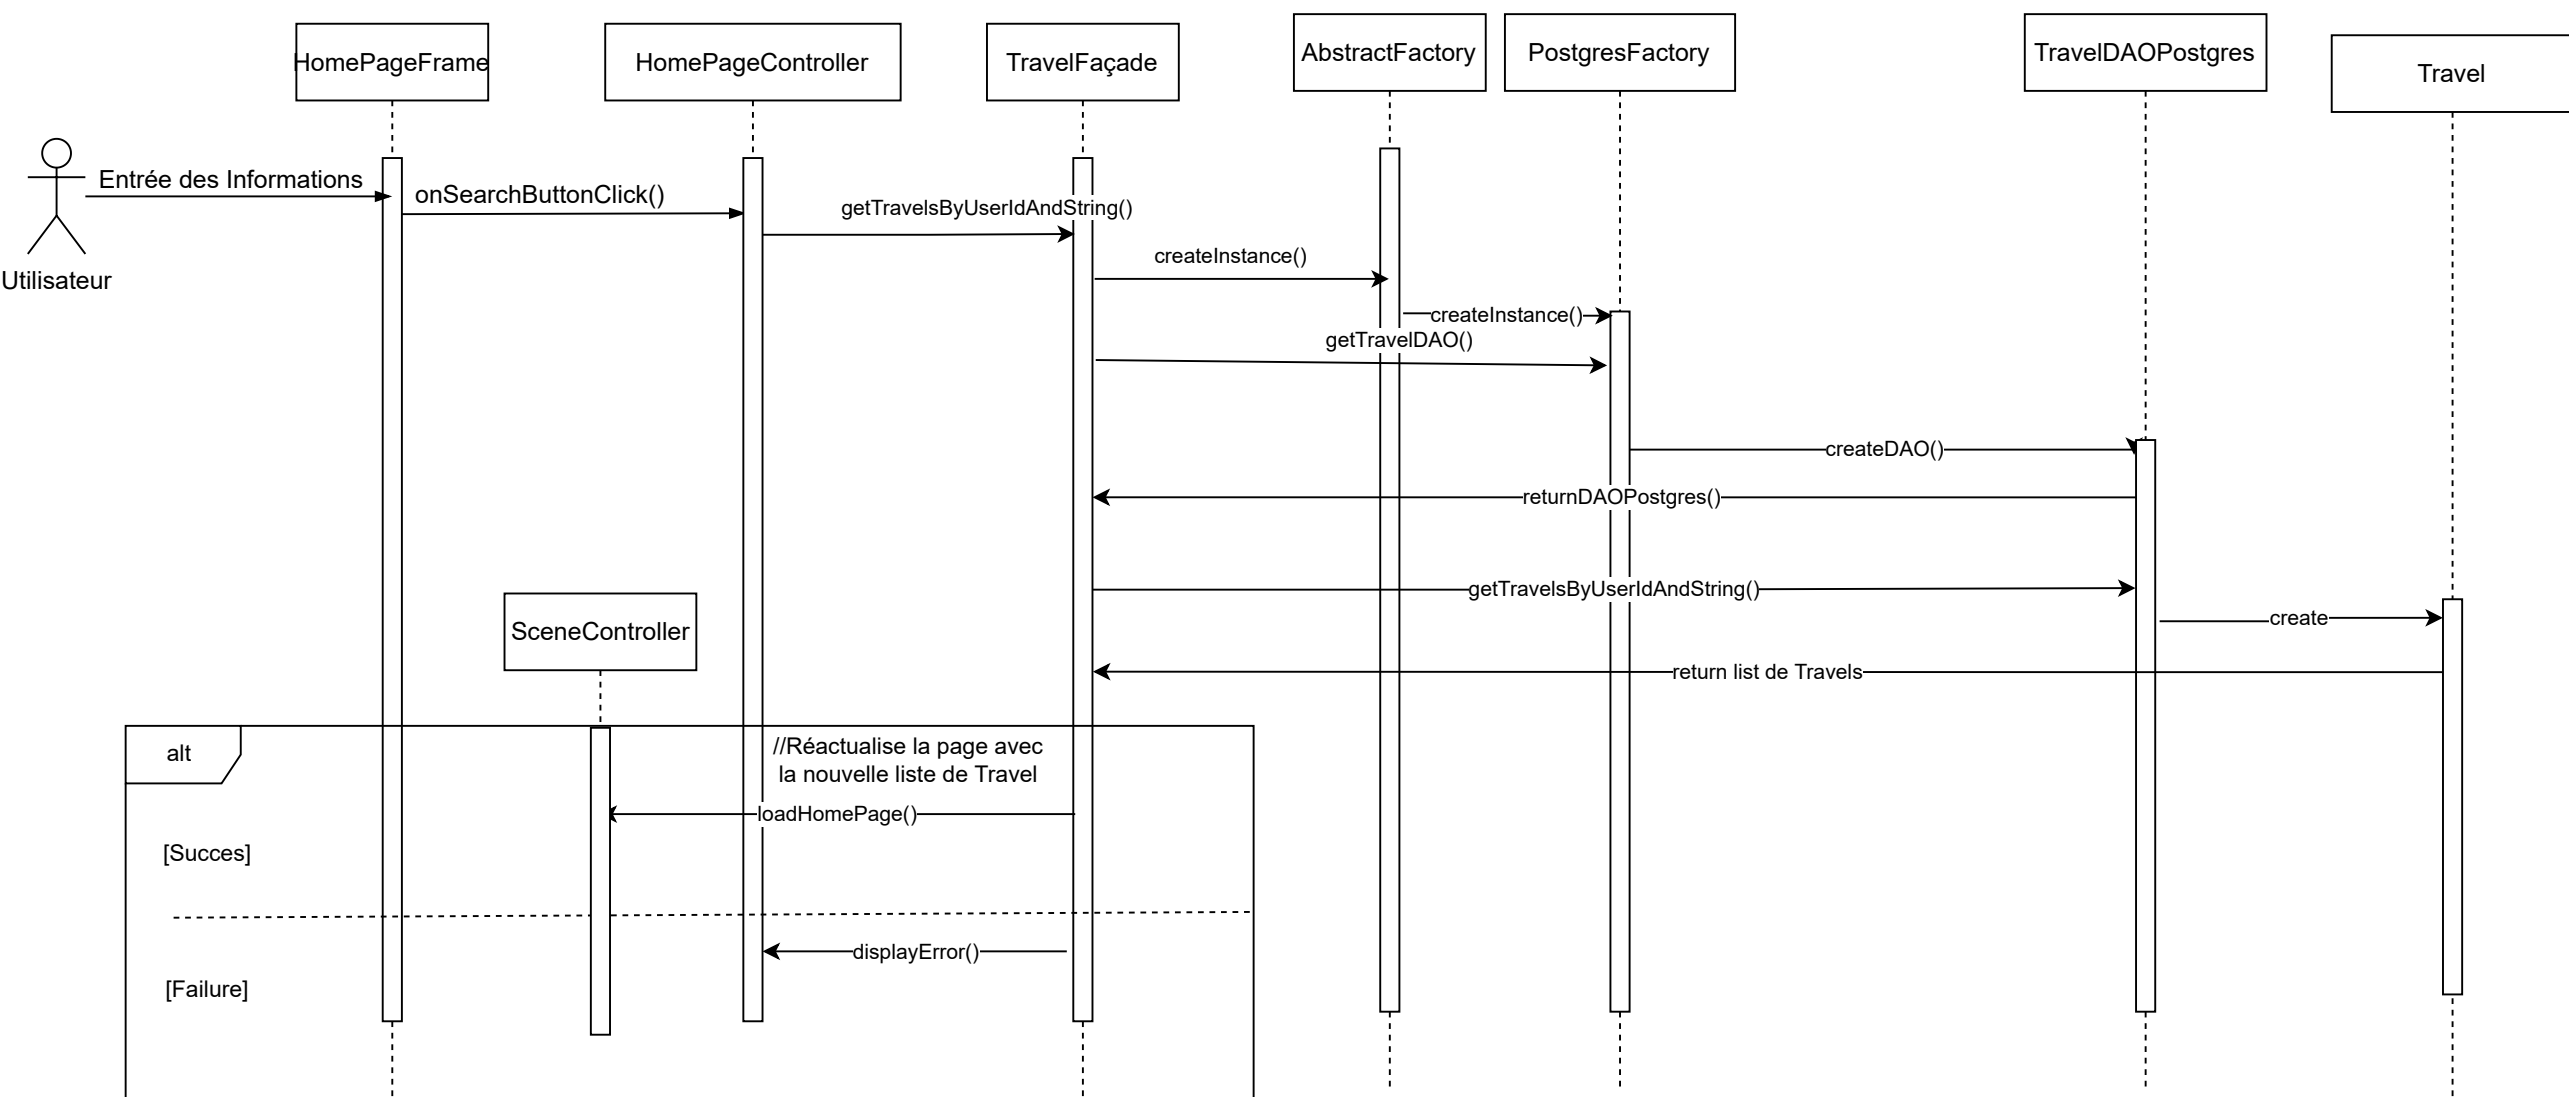 HomePageFrame
HomePageController
TravelFaçade
AbstractFactory
PostgresFactory
TravelDAOPostgres
Travel
Entrée des Informations
onSearchButtonClick()
getTravelsByUserIdAndString()
Utilisateur
createInstance()
createInstance()
getTravelDAO()
createDAO()
returnDAOPostgres()
getTravelsByUserIdAndString()
create
SceneController
return list de Travels
alt
//Réactualise la page avec
la nouvelle liste de Travel
loadHomePage()
[Succes]
displayError()
[Failure]